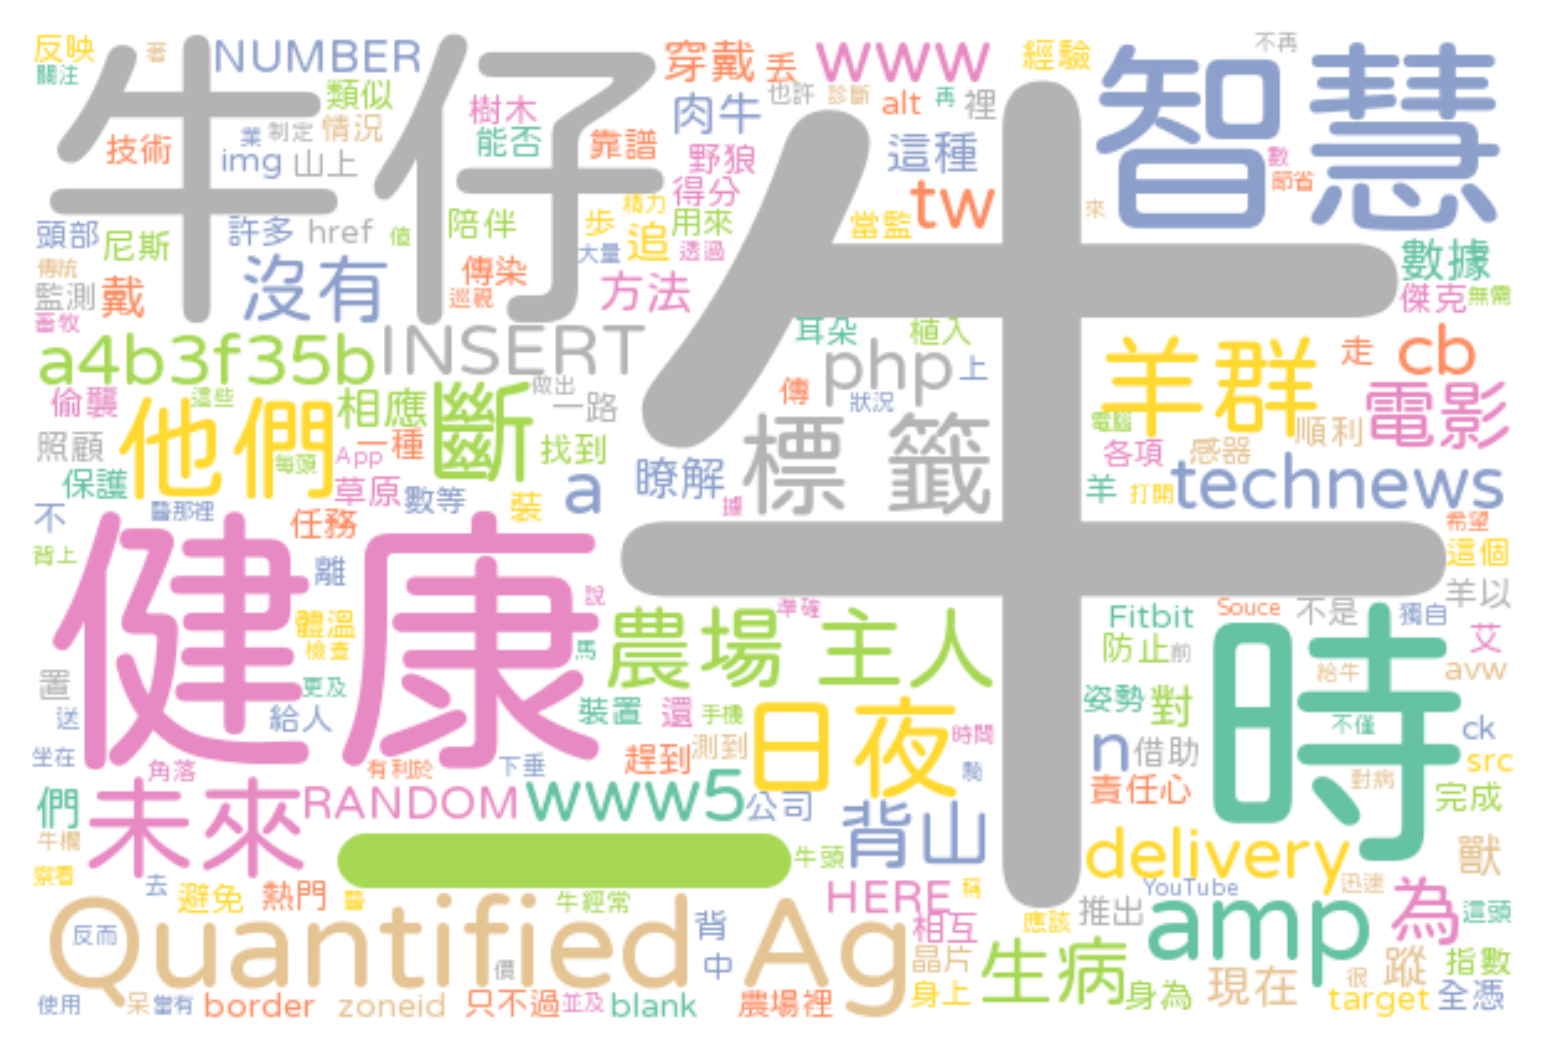 反映 著 NUMBER 穿戴 丟 www 經驗 不再
關注 牛仔 智慧
類似 樹木 肉牛 也許 診斷 alt 再 裡
技術 業 制定 情況 能否 靠譜 野狼 這種 數
img 山上 得分 tw 節省
頭部 尼斯 許多 href 值 陪伴 步 精力 追 用來 當監 來
傳統 大量 透過 牛 數據
監測 戴 沒有 傳染 巡視 方法 傑克 無需
畜牧 INSERT 耳朵 植入
a4b3f35b php 上 羊群 走 cb
偷襲 這些 他們 相應 斷 做出 一路 傳 狀況 電影
照顧 每頭 App 一種 找到 標籤 電腦 各項 感器 順利
保護 草原 數等 裝 a 瞭解 據 羊 打開 technews
不 醫那裡 任務 希望
背上 健康 離 這個
說 準確 羊以
體溫 農場 主人 Fitbit Souce 不是 獨自
檢查 馬 防止 前 時 給牛 艾 avw
置 更及 裝置 還 手機 日夜 姿勢 對 不僅
送 給人 測到 時間 n 借助 ck
坐在 角落 有利於 下垂 趕到 騎 責任心 對病 src
們 未來 RANDOM www5 公司 背山 完成
牛欄 一 牛頭 delivery 獸
察看 去 避免 熱門 醫 牛經常 HERE 稱 YouTube 迅速
Quantified Ag 背 相互 應該 推出 amp 為 這頭
反而 價 中 晶片 生病 現在 很 蹤 指數
使用 呆 當有 border zoneid 只不過 並及 blank 農場裡 身上 身為 target 全憑